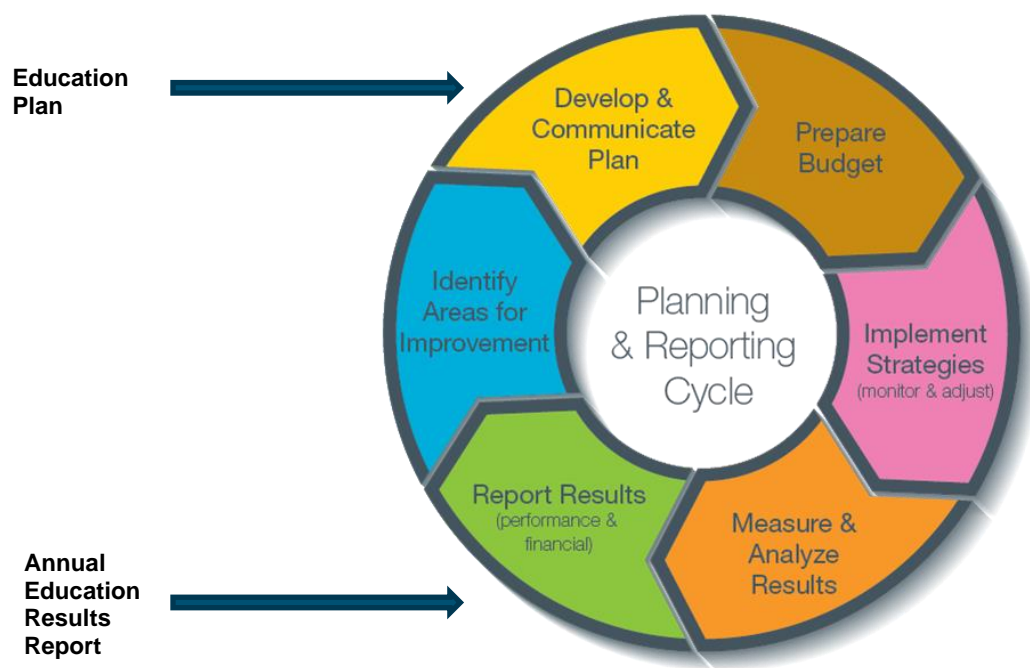 Education
Plan
Develop &
Communicate
Plan
Prepare
Budget
Identify
Areas for
Improvement
Planning
& Reporting
Cycle
Implement
Strategies
(monitor & adjust)
Report Results
(performance &
financial)
Measure &
Analyze
Results
Annual
Education
Results
Report